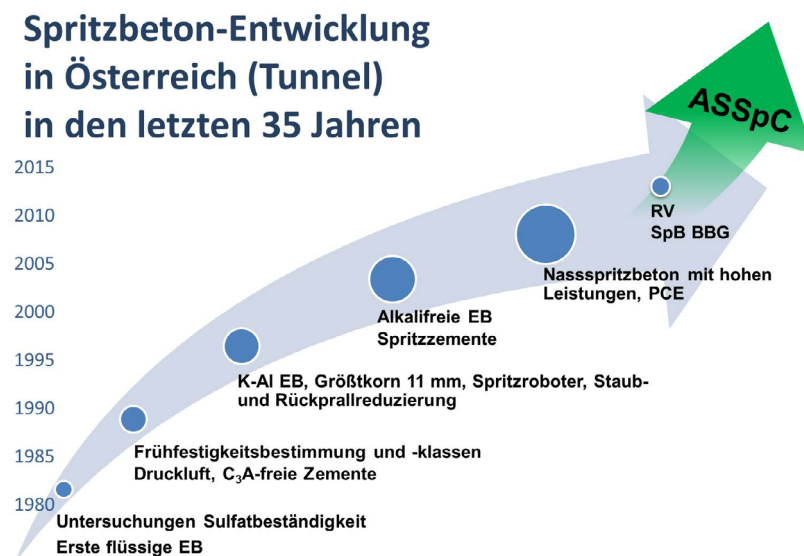 Spritzbeton-Entwicklung
in Österreich (Tunnel)
in den letzten 35 Jahren
ASSpC
2015
2010
2005
2000
1995
1990
1985
1980
RV
SpB BBG
Nassspritzbeton mit hohen
Leistungen, PCE
Alkalifreie EB
Spritzzemente
K-Al EB, Größtkorn 11 mm, Spritzroboter, Staub-
und Rückprallreduzierung
Frühfestigkeitsbestimmung und -klassen
Druckluft, C₃A-freie Zemente
Untersuchungen Sulfatbeständigkeit
Erste flüssige EB